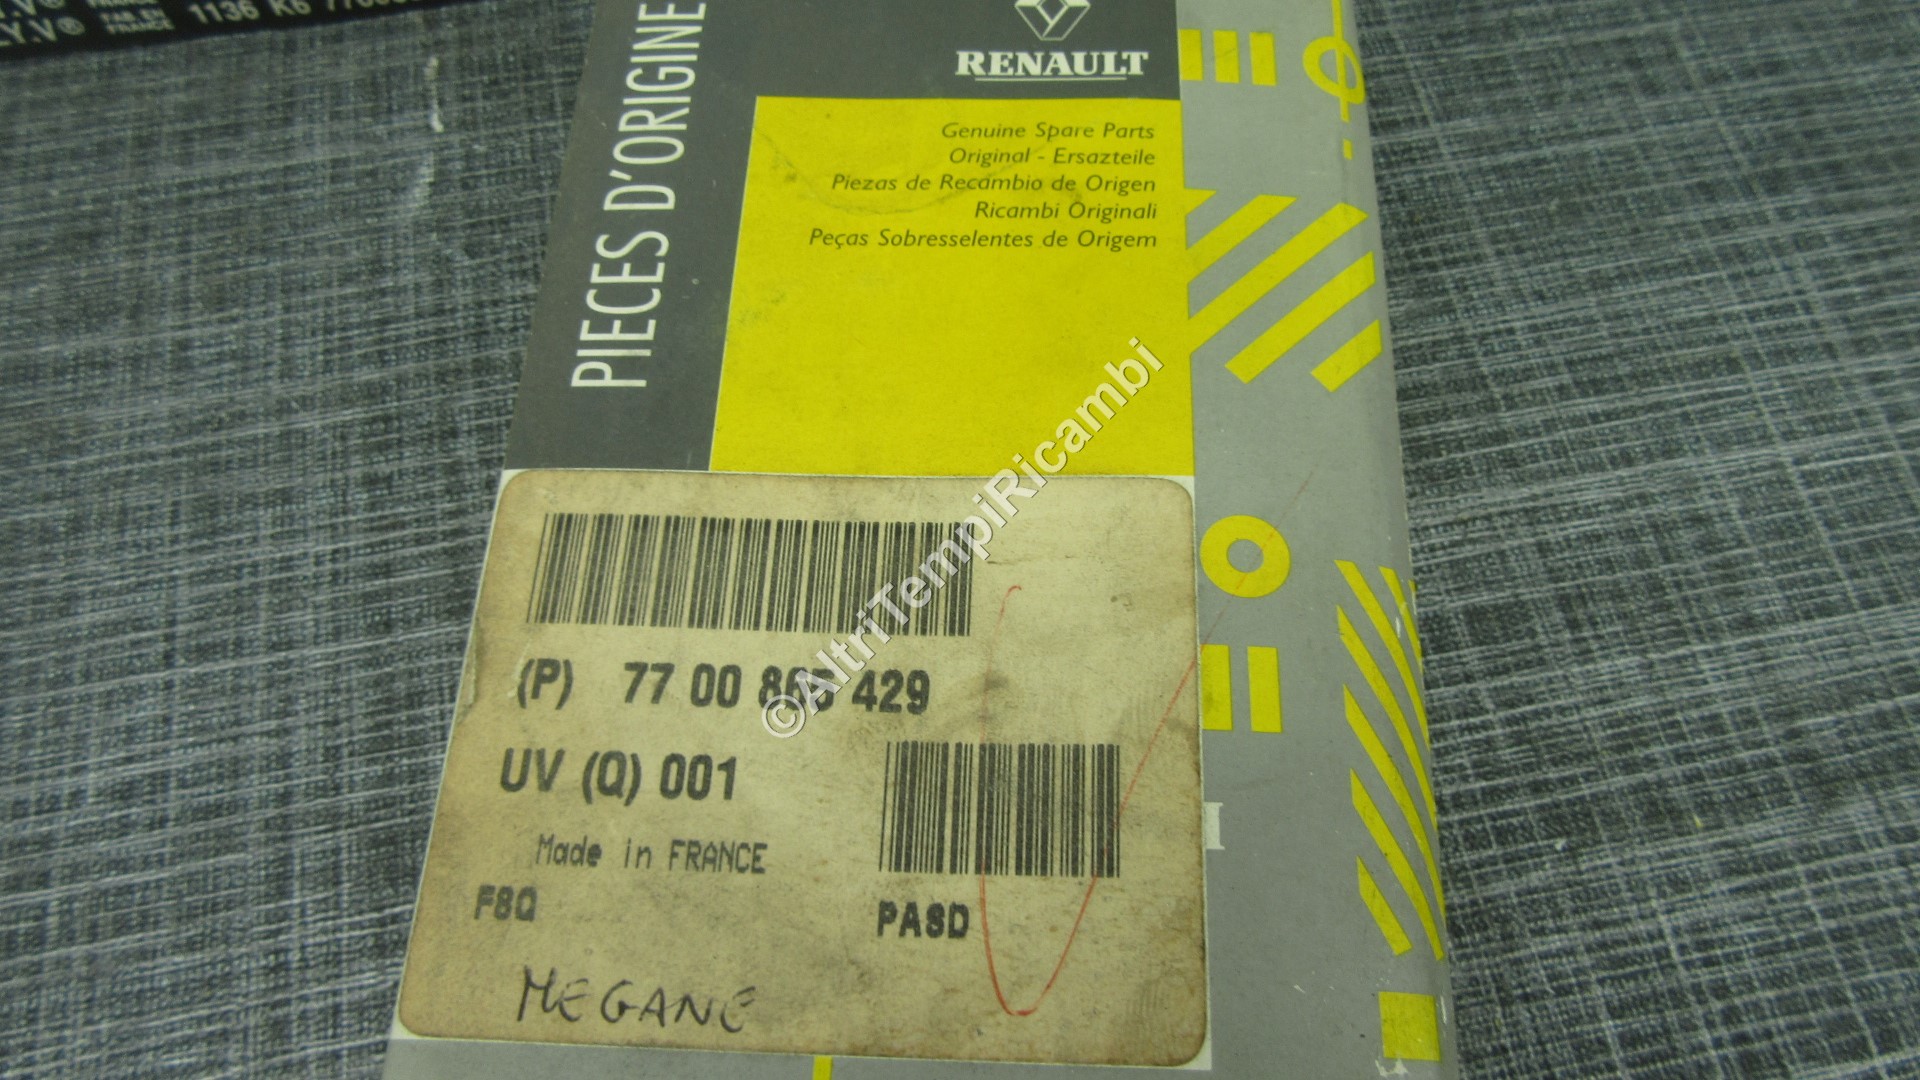 1136 K6
FRANCE
PIECES D'ORIGINE
RENAULT
Genuine Spare Parts
Original - Ersazteile
Piezas de Recambio de Origen
Ricambi Originali
Peças Sobresselentes de Origem
©AltriTempiRicambi
(P) 77 00 429
UV (Q) 001
Made in FRANCE
F8Q
PASD
MEGANE